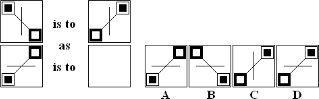 is to
as
is to
A B C D